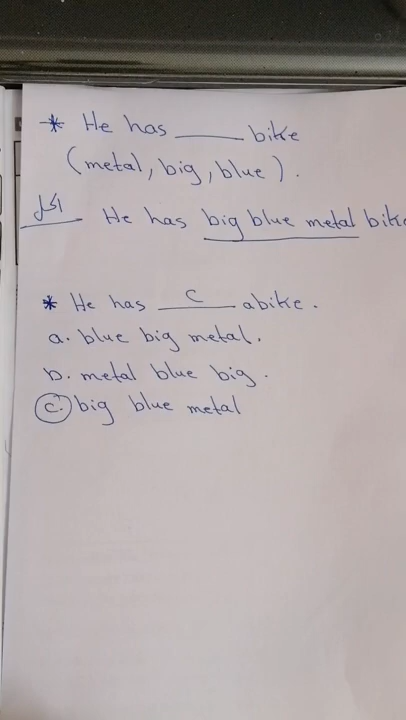 * He has ____ bike
(metal, big, blue).
الحل He has big blue metal bike
* He has __c__ abike.
a. blue big metal.
b. metal blue big.
c. big blue metal